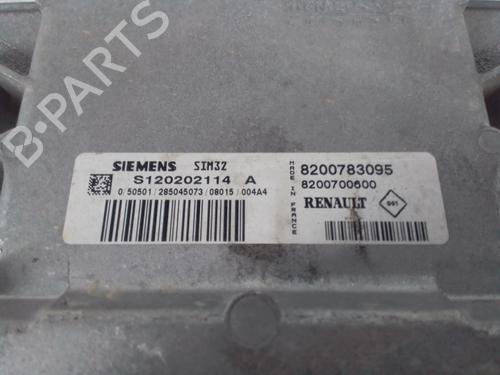 SIEMENS SIM32
S120202114 A
0/50501/285045073/08015/004A4
MADE IN FRANCE
8200783095
8200700600
RENAULT
B-PARTS